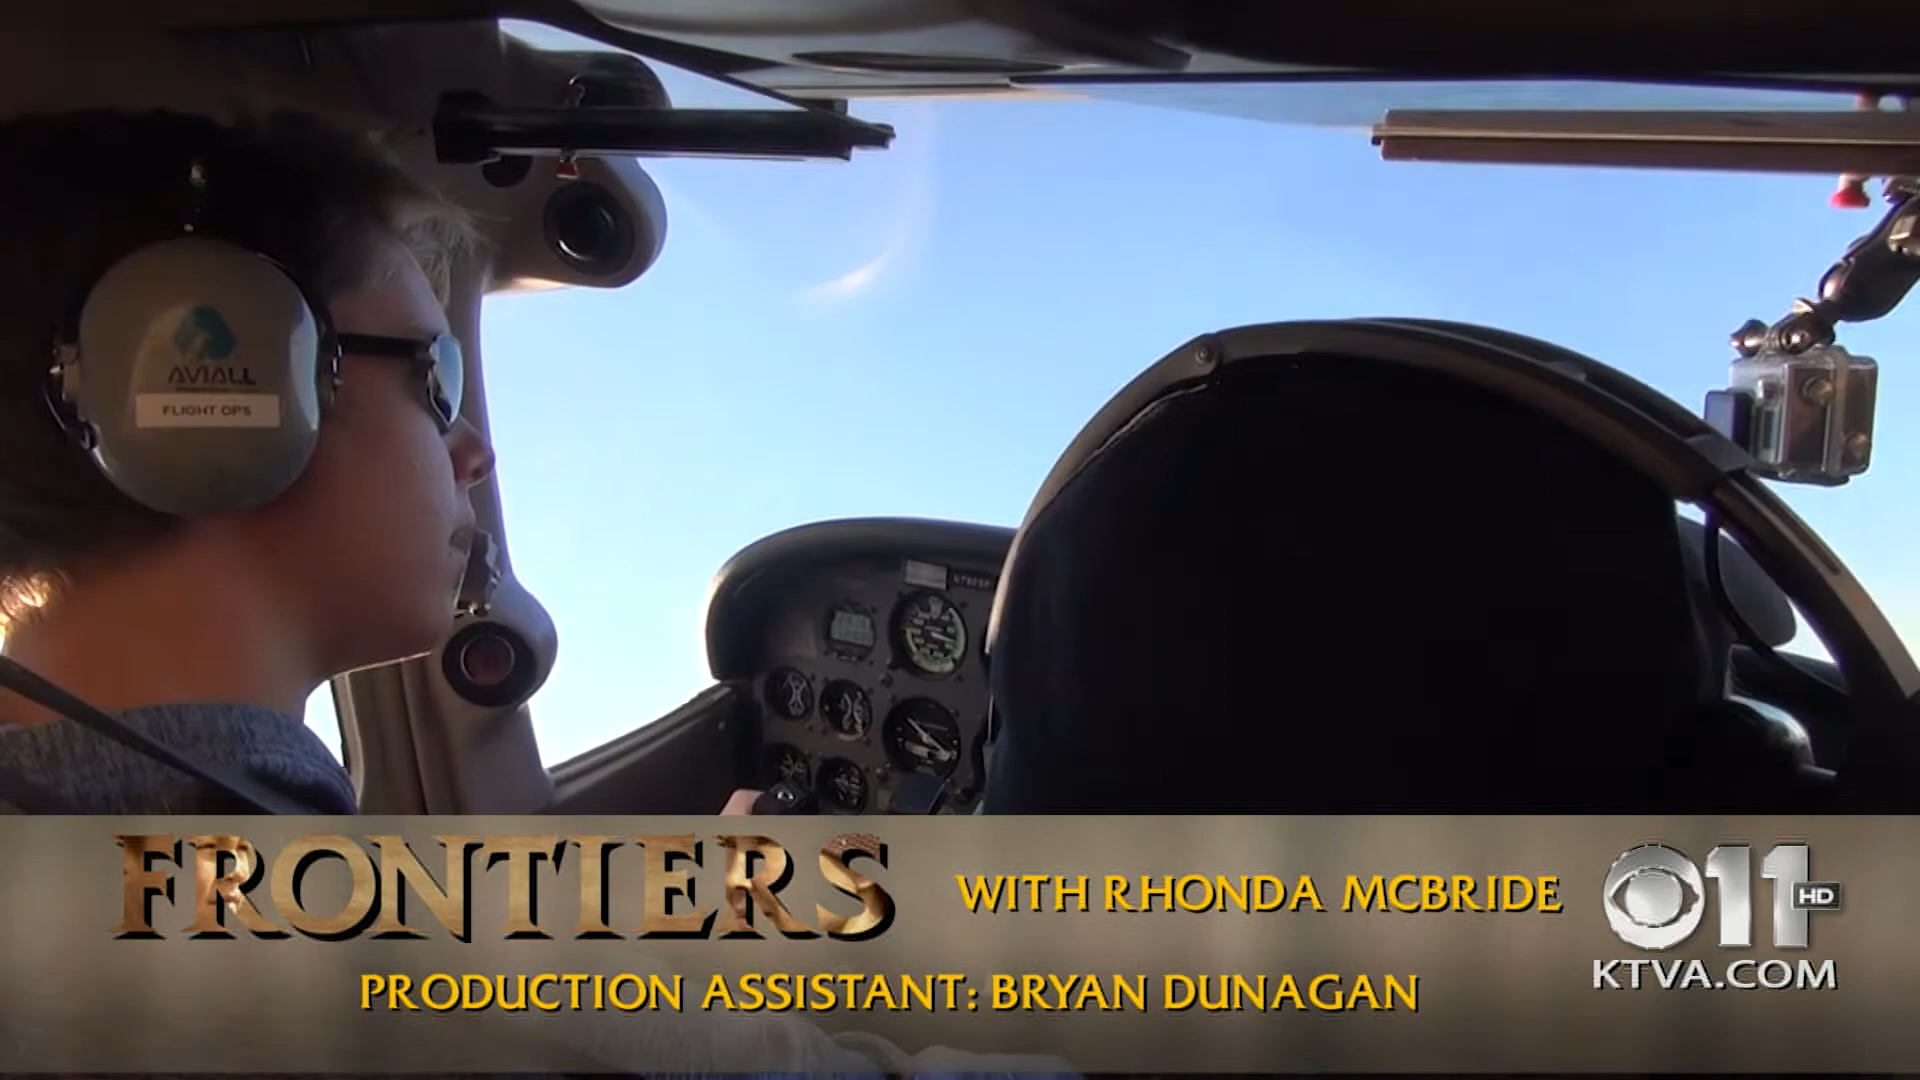 AVIALL
FLIGHT OPS
FRONTIERS
WITH RHONDA MCBRIDE
11
HD
KTVA.COM
PRODUCTION ASSISTANT: BRYAN DUNAGAN